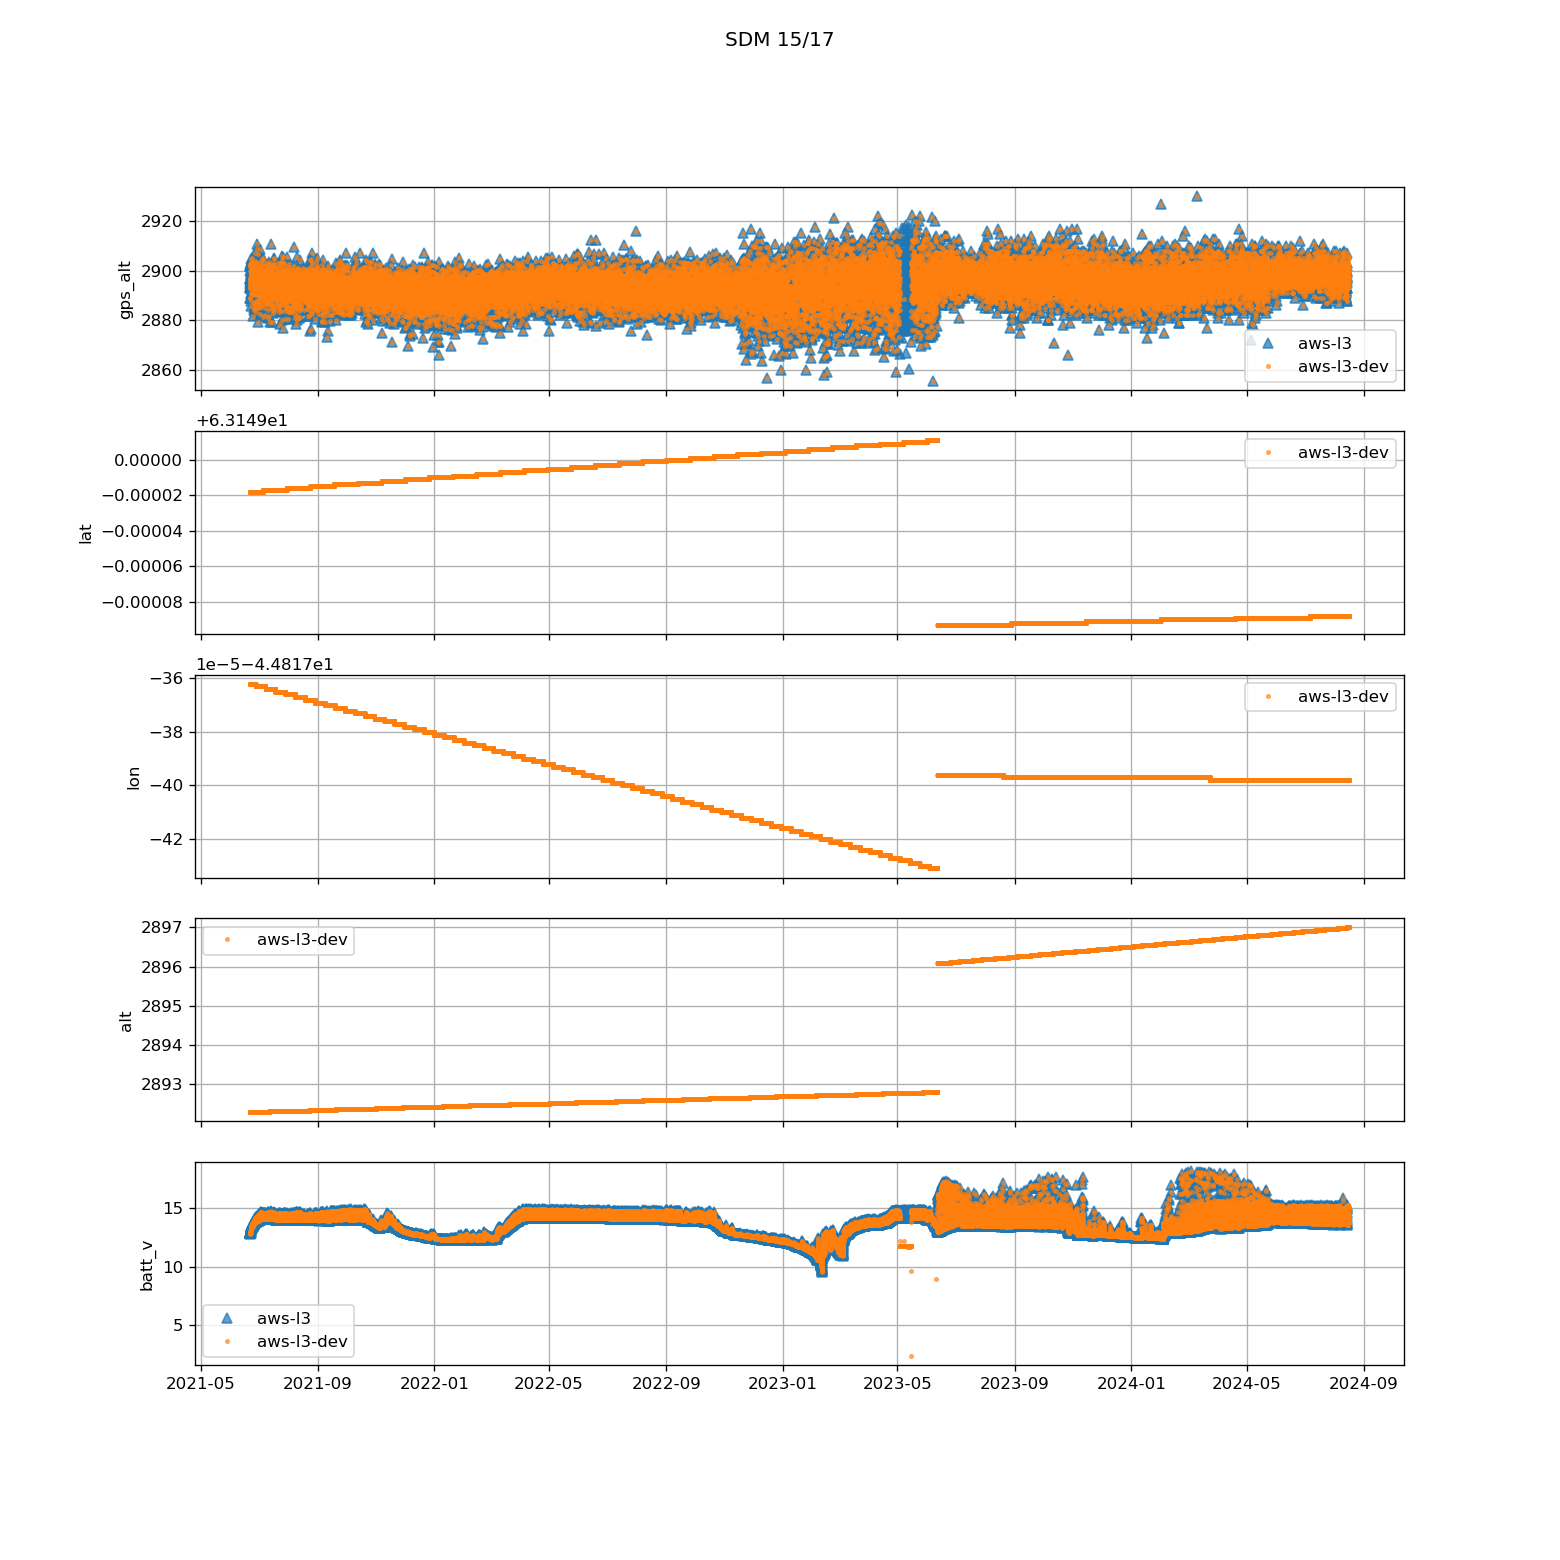 SDM 15/17
2920
2900
2880
2860
gps_alt
aws-l3
aws-l3-dev
+6.3149e1
0.00000
−0.00002
−0.00004
−0.00006
−0.00008
lat
aws-l3-dev
1e−5−4.4817e1
−36
−38
−40
−42
lon
aws-l3-dev
2897
2896
2895
2894
2893
alt
aws-l3-dev
15
10
5
batt_v
aws-l3
aws-l3-dev
2021-05 2021-09 2022-01 2022-05 2022-09 2023-01 2023-05 2023-09 2024-01 2024-05 2024-09